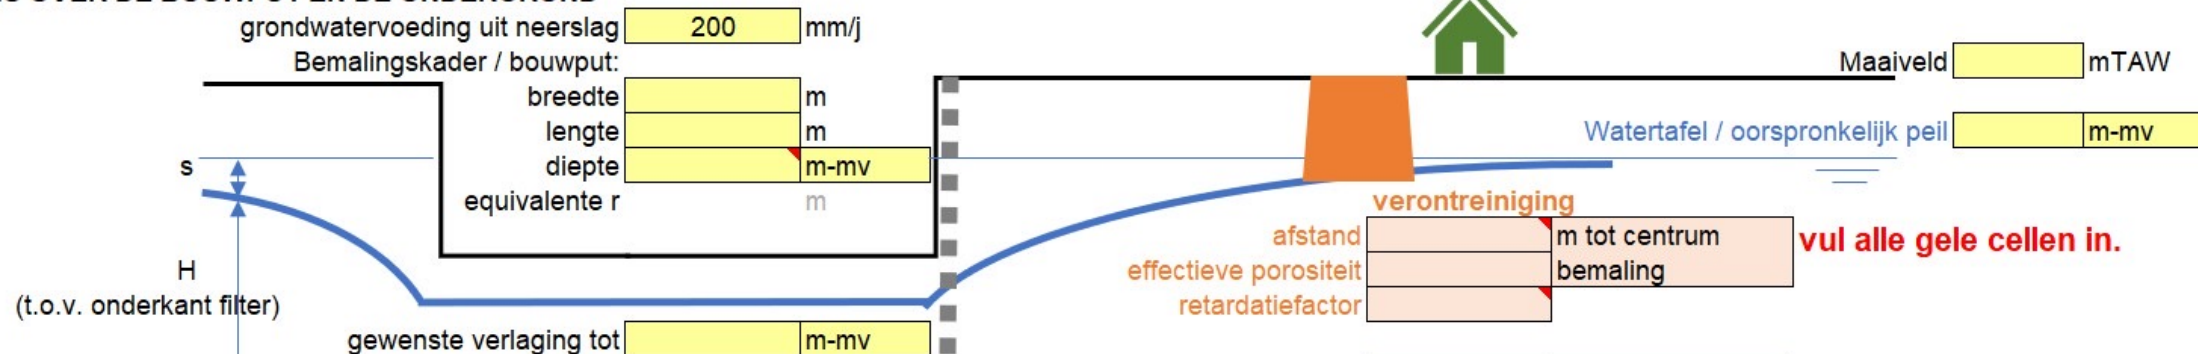 grondwatervoeding uit neerslag 200 mm/j
Bemalingskader / bouwput:
Maaiveld mTAW
breedte m
lengte m
Watertafel / oorspronkelijk peil m-mv
s
diepte m-mv
equivalente r m
verontreiniging
afstand m tot centrum
vul alle gele cellen in.
H
effectieve porositeit bemaling
(t.o.v. onderkant filter)
retardatiefactor
gewenste verlaging tot m-mv